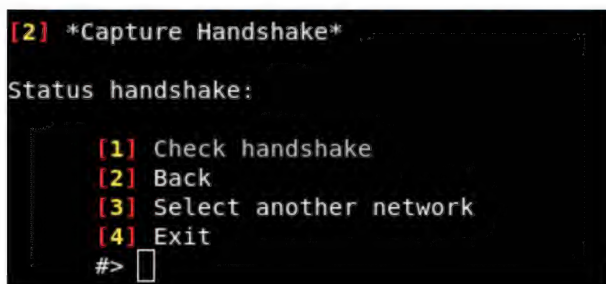 [2] *Capture Handshake*
Status handshake:
[1] Check handshake
[2] Back
[3] Select another network
[4] Exit
#>